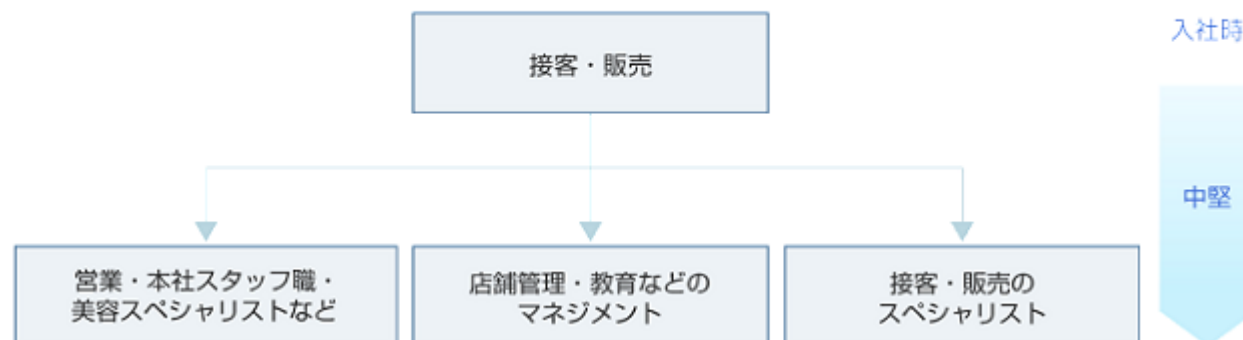 入社時
接客・販売
中堅
営業・本社スタッフ職・
美容スペシャリストなど
店舗管理・教育などの
マネジメント
接客・販売の
スペシャリスト